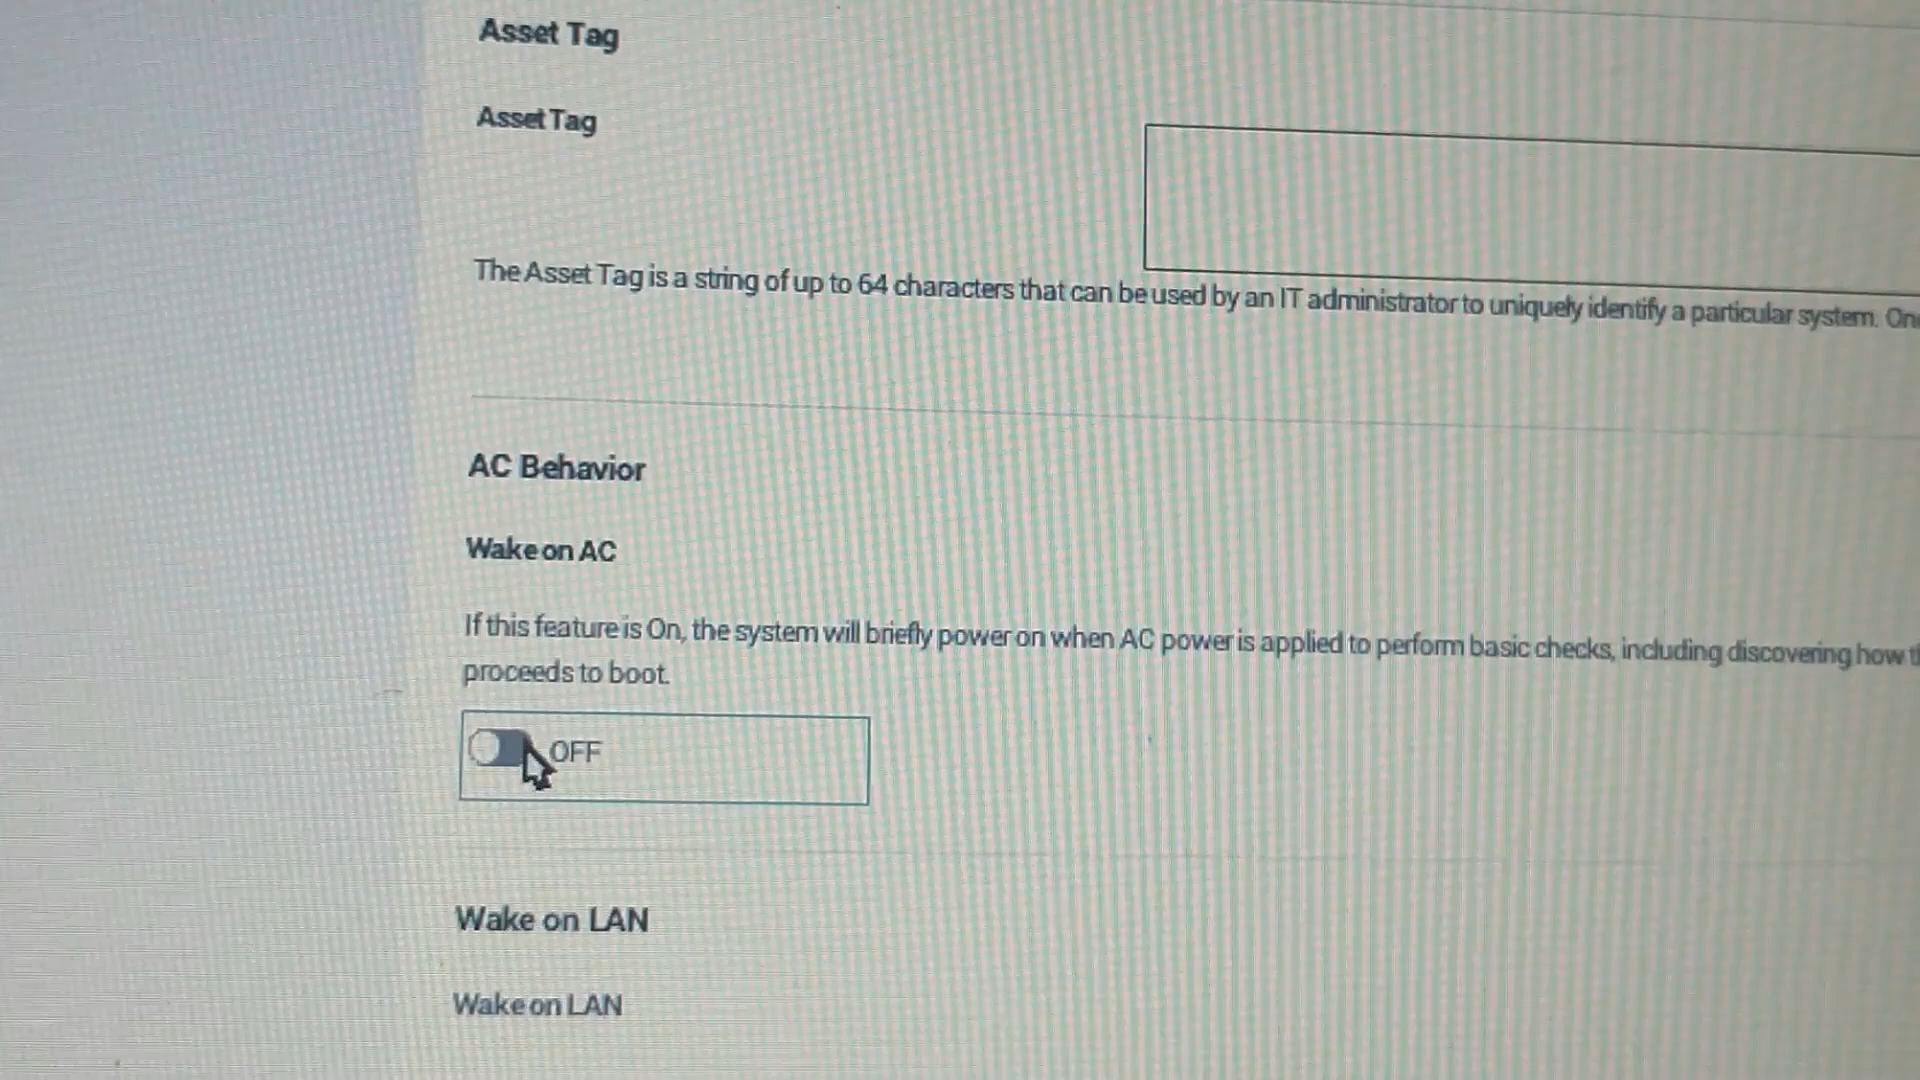 Asset Tag
Asset Tag
The Asset Tag is a string of up to 64 characters that can be used by an IT administrator to uniquely identify a particular system.
AC Behavior
Wake on AC
If this feature is On, the system will briefly power on when AC power is applied to perform basic checks, including discovering how
proceeds to boot.
OFF
Wake on LAN
Wake on LAN